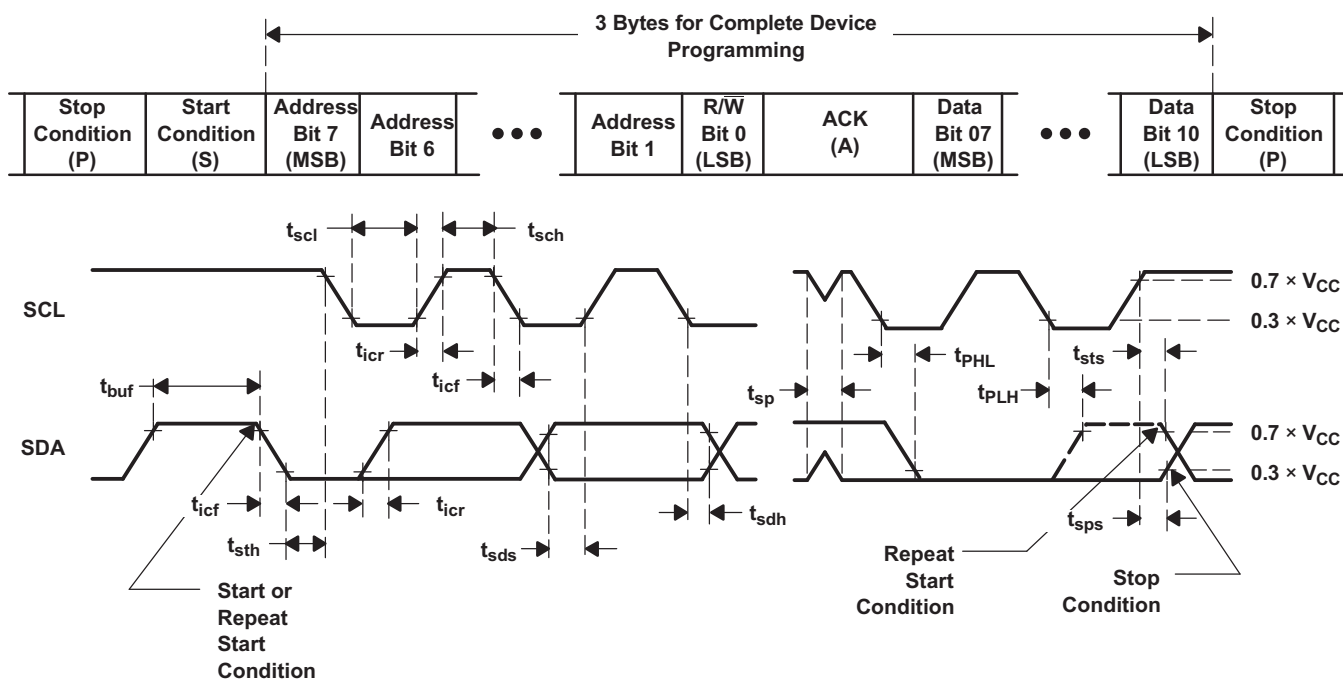 3 Bytes for Complete Device
Programming
Stop
Condition
(P)
Start
Condition
(S)
Address
Bit 7
(MSB)
Address
Bit 6
•••
Address
Bit 1
R/W̅
Bit 0
(LSB)
ACK
(A)
Data
Bit 07
(MSB)
•••
Data
Bit 10
(LSB)
Stop
Condition
(P)
tscl
tsch
SCL
0.7 × VCC
0.3 × VCC
ticr
ticf
tbuf
tPHL
tsts
tsp
tPLH
SDA
0.7 × VCC
0.3 × VCC
ticf
ticr
tsth
tsds
tsdh
tsps
Start or
Repeat
Start
Condition
Repeat
Start
Condition
Stop
Condition